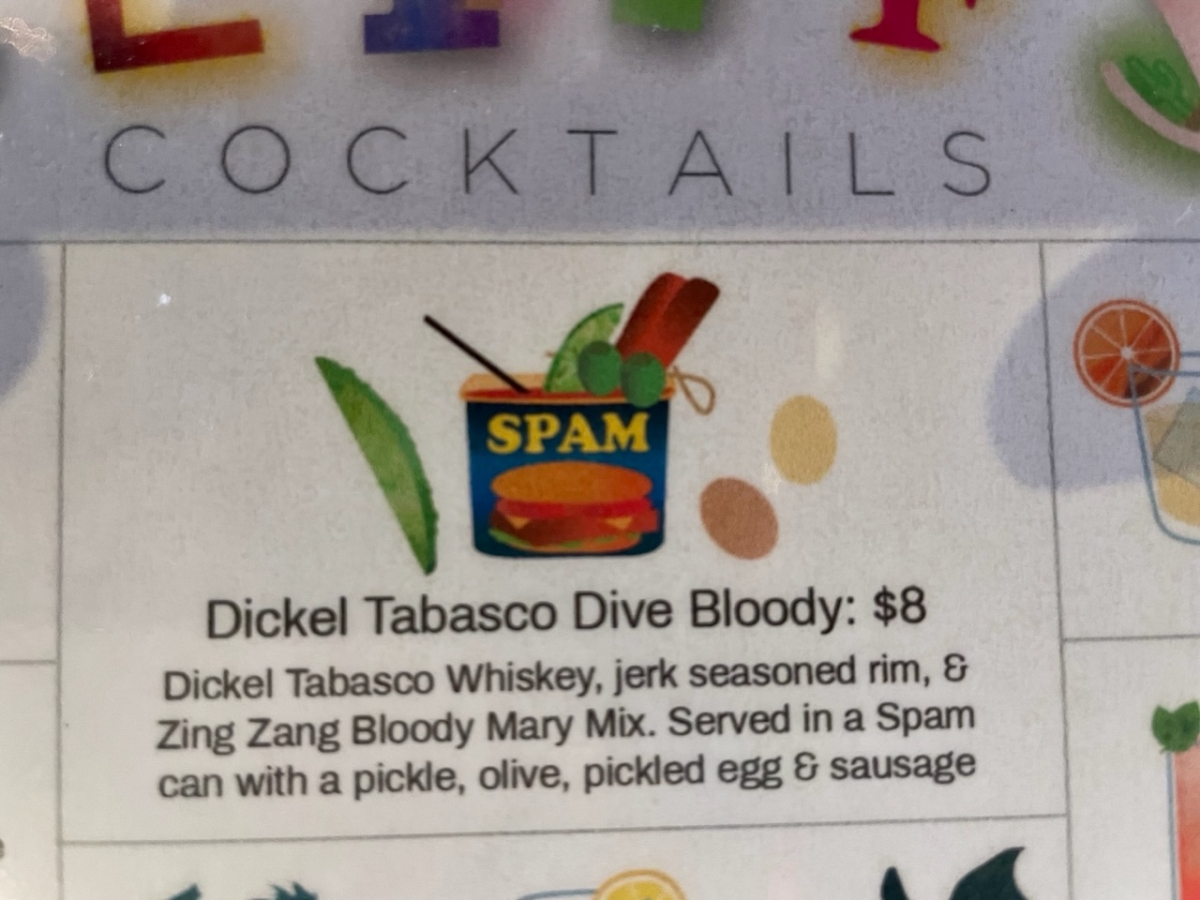 COCKTAILS
SPAM
Dickel Tabasco Dive Bloody: $8
Dickel Tabasco Whiskey, jerk seasoned rim, &
Zing Zang Bloody Mary Mix. Served in a Spam
can with a pickle, olive, pickled egg & sausage